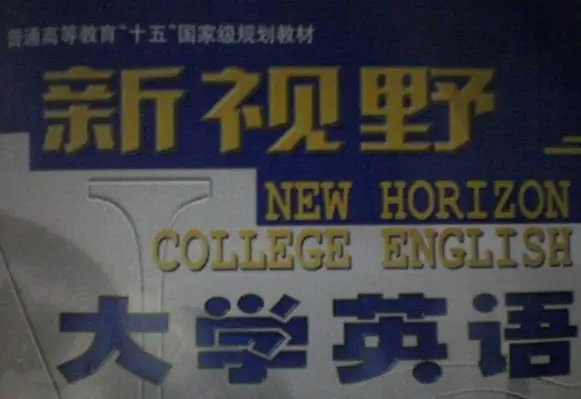 普通高等教育"十五"国家级规划教材
新视野
NEW HORIZON
COLLEGE ENGLISH
大学英语